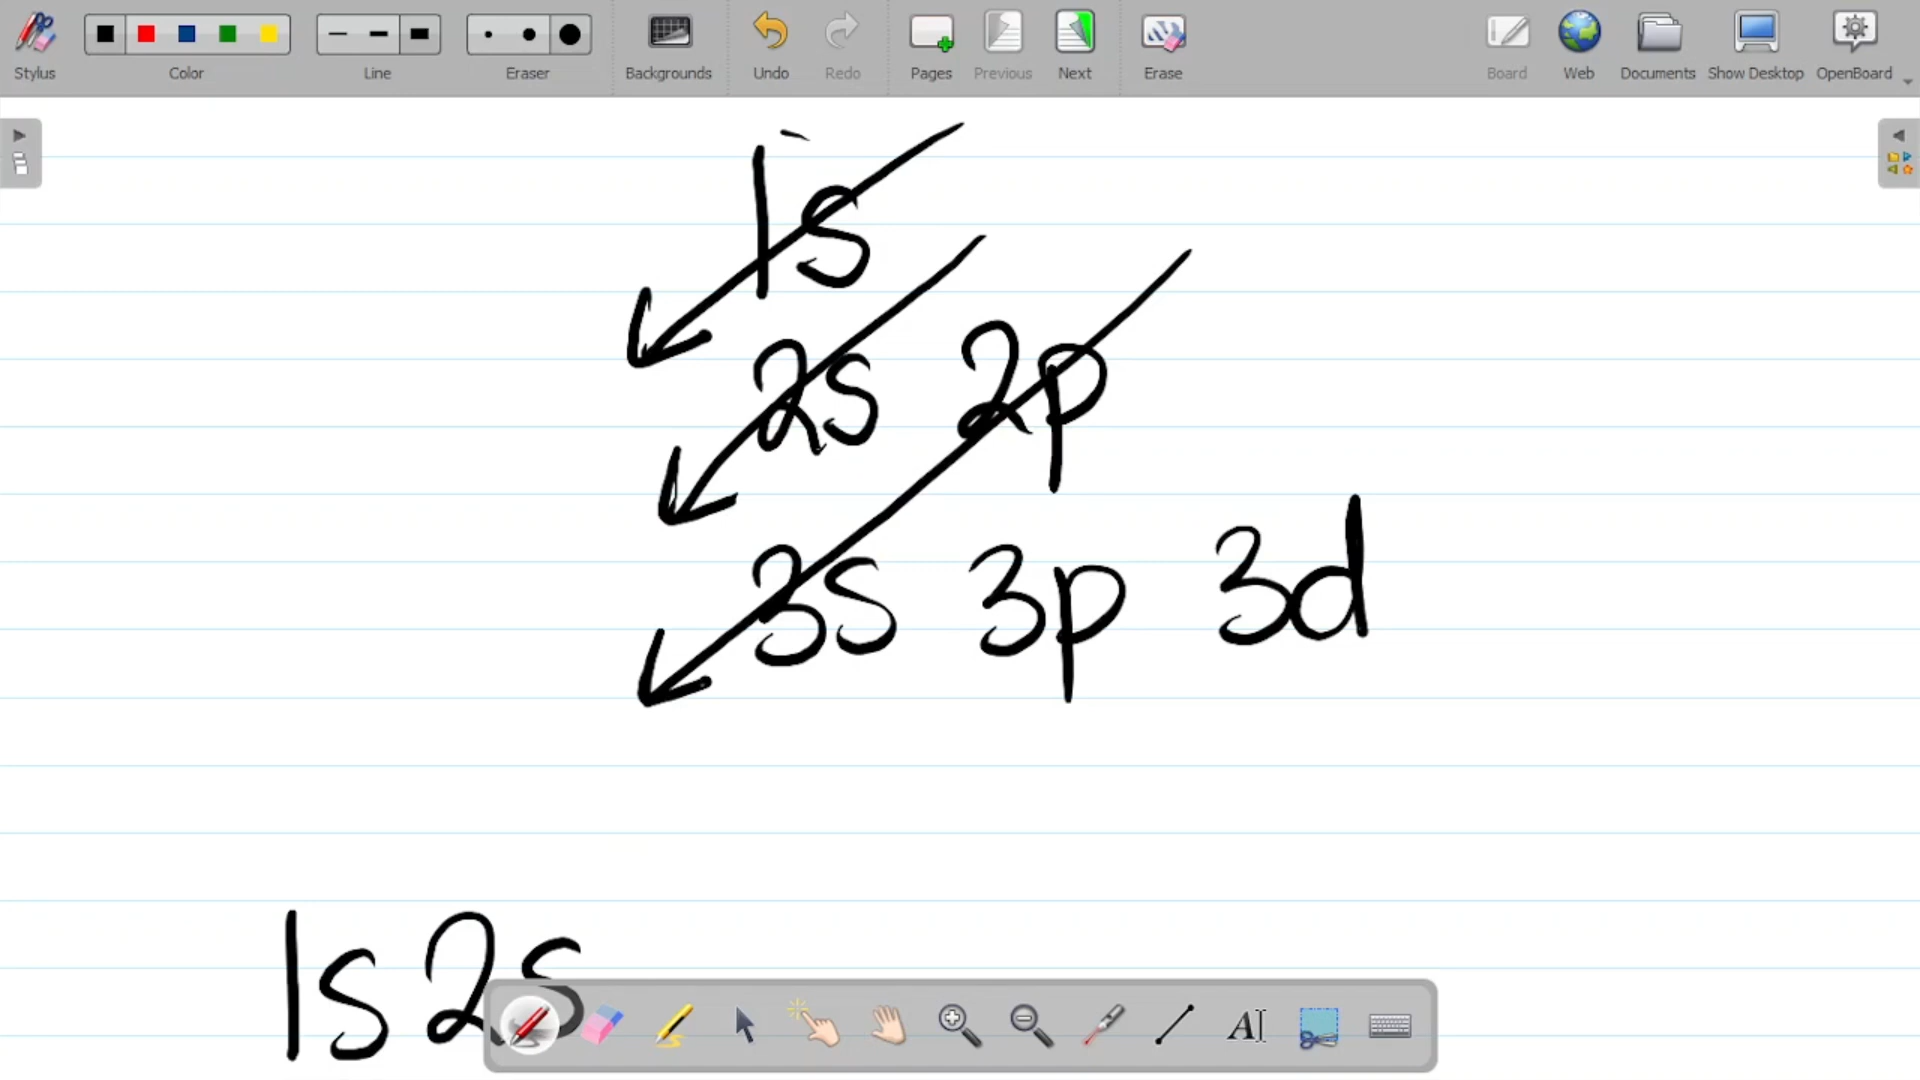 Stylus Color Line Eraser Backgrounds Undo Redo Pages Previous Next Erase Board Web Documents Show Desktop OpenBoard
1s
2s 2p
3s 3p 3d
1s 2s